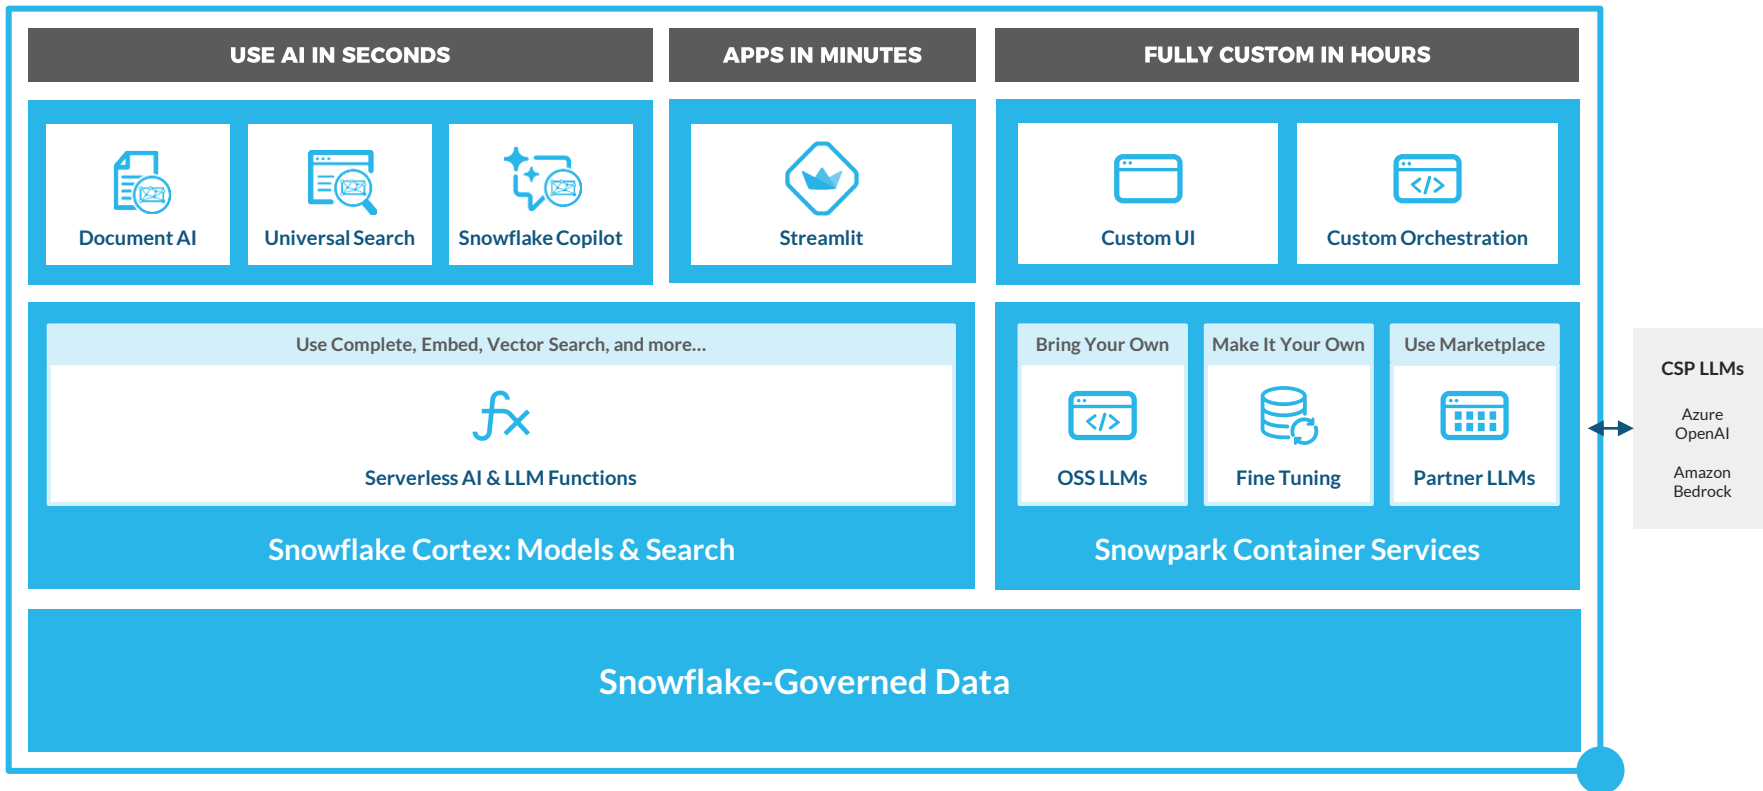 USE AI IN SECONDS
APPS IN MINUTES
FULLY CUSTOM IN HOURS
Document AI
Universal Search
Snowflake Copilot
Streamlit
Custom UI
</>
Custom Orchestration
Use Complete, Embed, Vector Search, and more...
fx
Serverless AI & LLM Functions
Snowflake Cortex: Models & Search
Bring Your Own
</>
OSS LLMs
Make It Your Own
Fine Tuning
Use Marketplace
Partner LLMs
Snowpark Container Services
CSP LLMs
Azure
OpenAI
Amazon
Bedrock
Snowflake-Governed Data